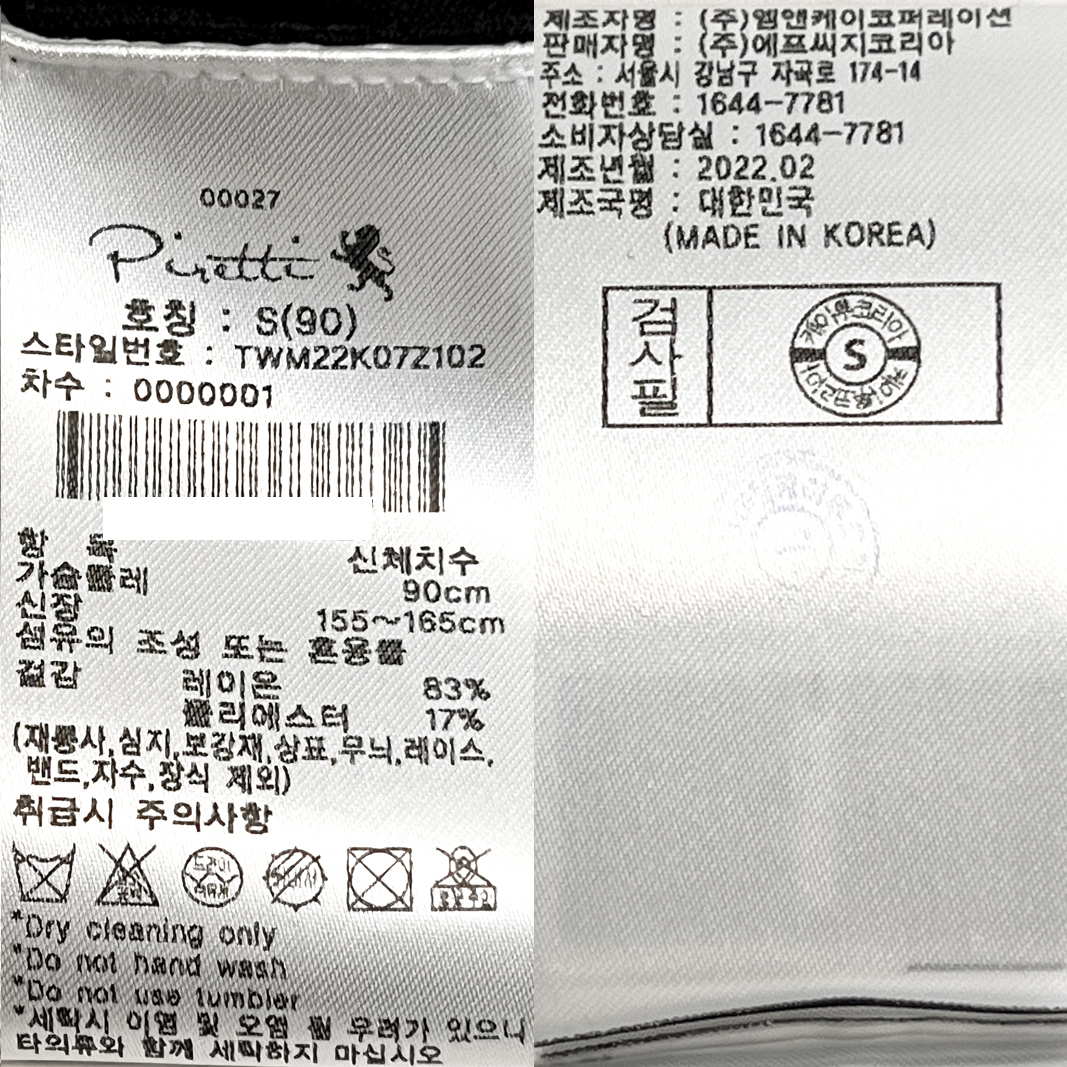 00027
Piretti
호칭 : S(90)
스타일번호 : TWM22K07Z102
차수 : 0000001
항 목
신체치수
가슴둘레 90cm
신장 155~165cm
섬유의 조성 또는 혼용률
겉감 레이온 83%
폴리에스터 17%
(재봉사,심지,보강재,상표,무늬,레이스,
밴드,자수,장식 제외)
취급시 주의사항
드라이
*Dry cleaning only
*Do not hand wash
*Do not use tumbler
*세탁시 이염 및 오염 될 우려가 있으니
타의류와 함께 세탁하지 마십시오
제조자명 : (주)엠앤케이코퍼레이션
판매자명 : (주)에프씨지코리아
주소 : 서울시 강남구 자곡로 174-14
전화번호 : 1644-7781
소비자상담실 : 1644-7781
제조년월 : 2022.02
제조국명 : 대한민국
(MADE IN KOREA)
검사필
S